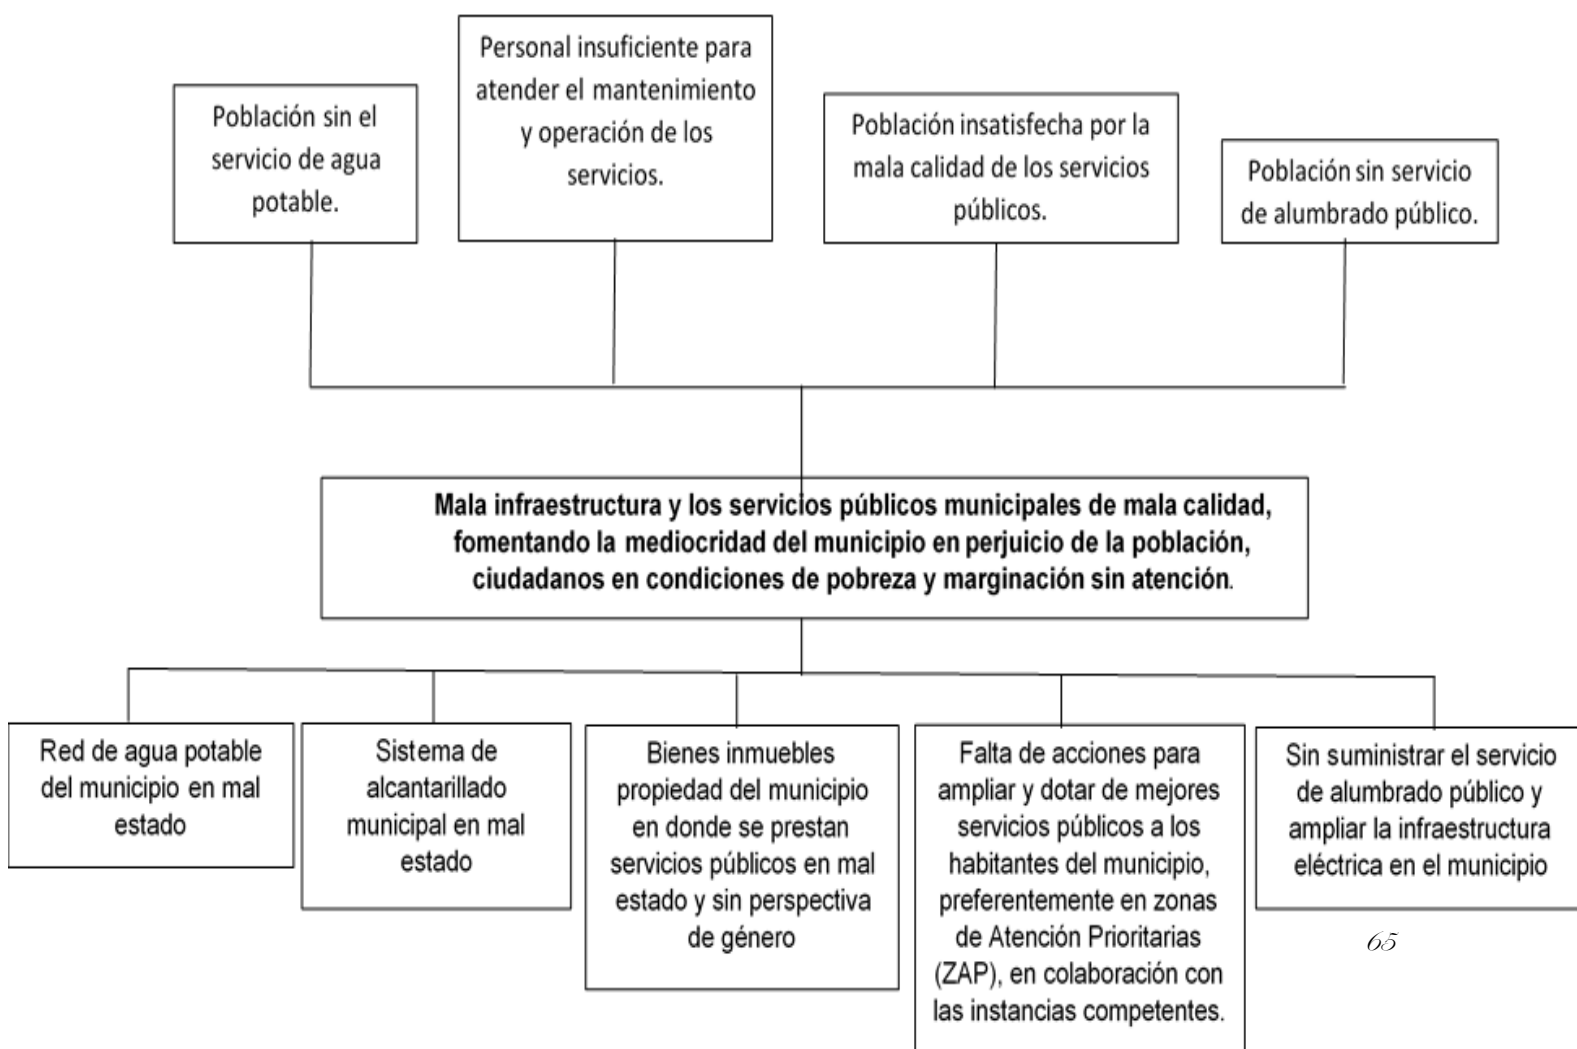 Población sin el
servicio de agua
potable.
Personal insuficiente para
atender el mantenimiento
y operación de los
servicios.
Población insatisfecha por la
mala calidad de los servicios
públicos.
Población sin servicio
de alumbrado público.
Mala infraestructura y los servicios públicos municipales de mala calidad,
fomentando la mediocridad del municipio en perjuicio de la población,
ciudadanos en condiciones de pobreza y marginación sin atención.
Red de agua potable
del municipio en mal
estado
Sistema de
alcantarillado
municipal en mal
estado
Bienes inmuebles
propiedad del municipio
en donde se prestan
servicios públicos en mal
estado y sin perspectiva
de género
Falta de acciones para
ampliar y dotar de mejores
servicios públicos a los
habitantes del municipio,
preferentemente en zonas
de Atención Prioritarias
(ZAP), en colaboración con
las instancias competentes.
Sin suministrar el servicio
de alumbrado público y
ampliar la infraestructura
eléctrica en el municipio
65